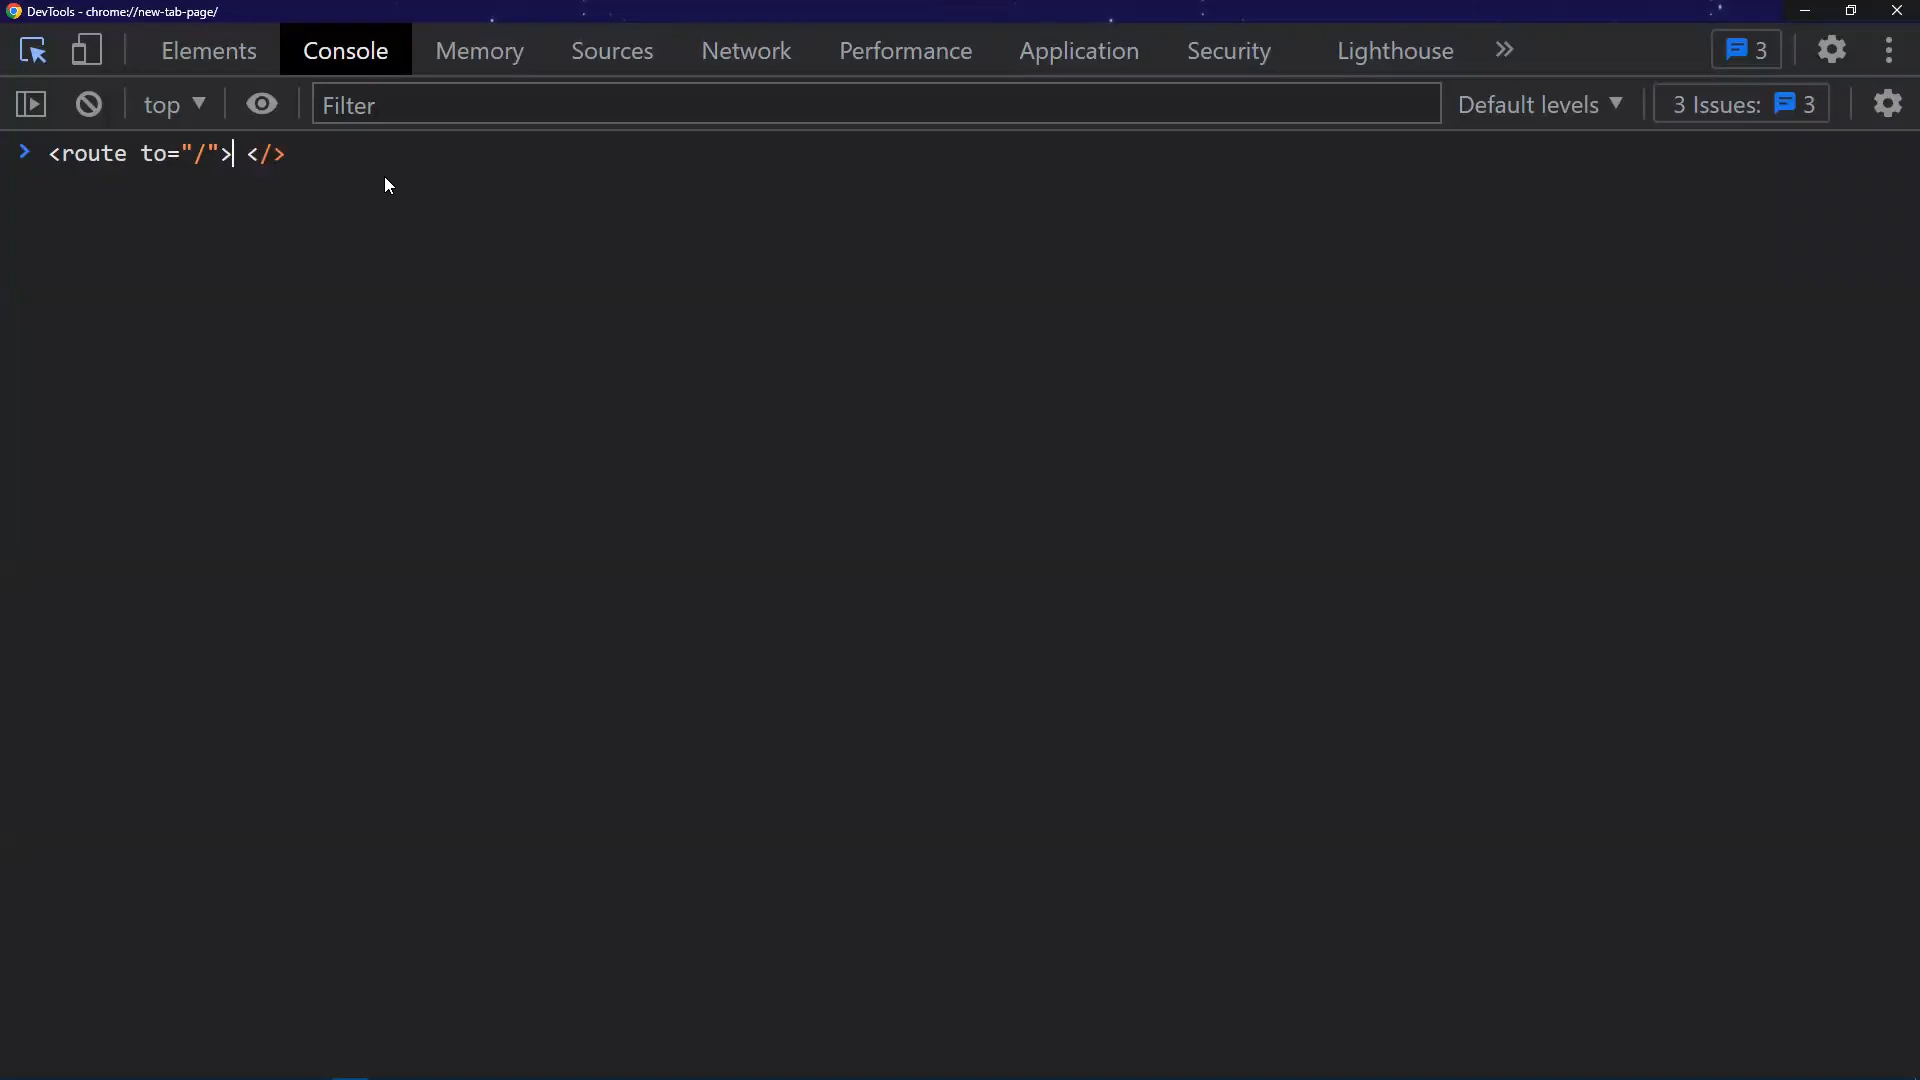 DevTools - chrome://new-tab-page/
Elements Console Memory Sources Network Performance Application Security Lighthouse 3
top Filter Default levels 3 Issues: 3
> <route to="/"> </>